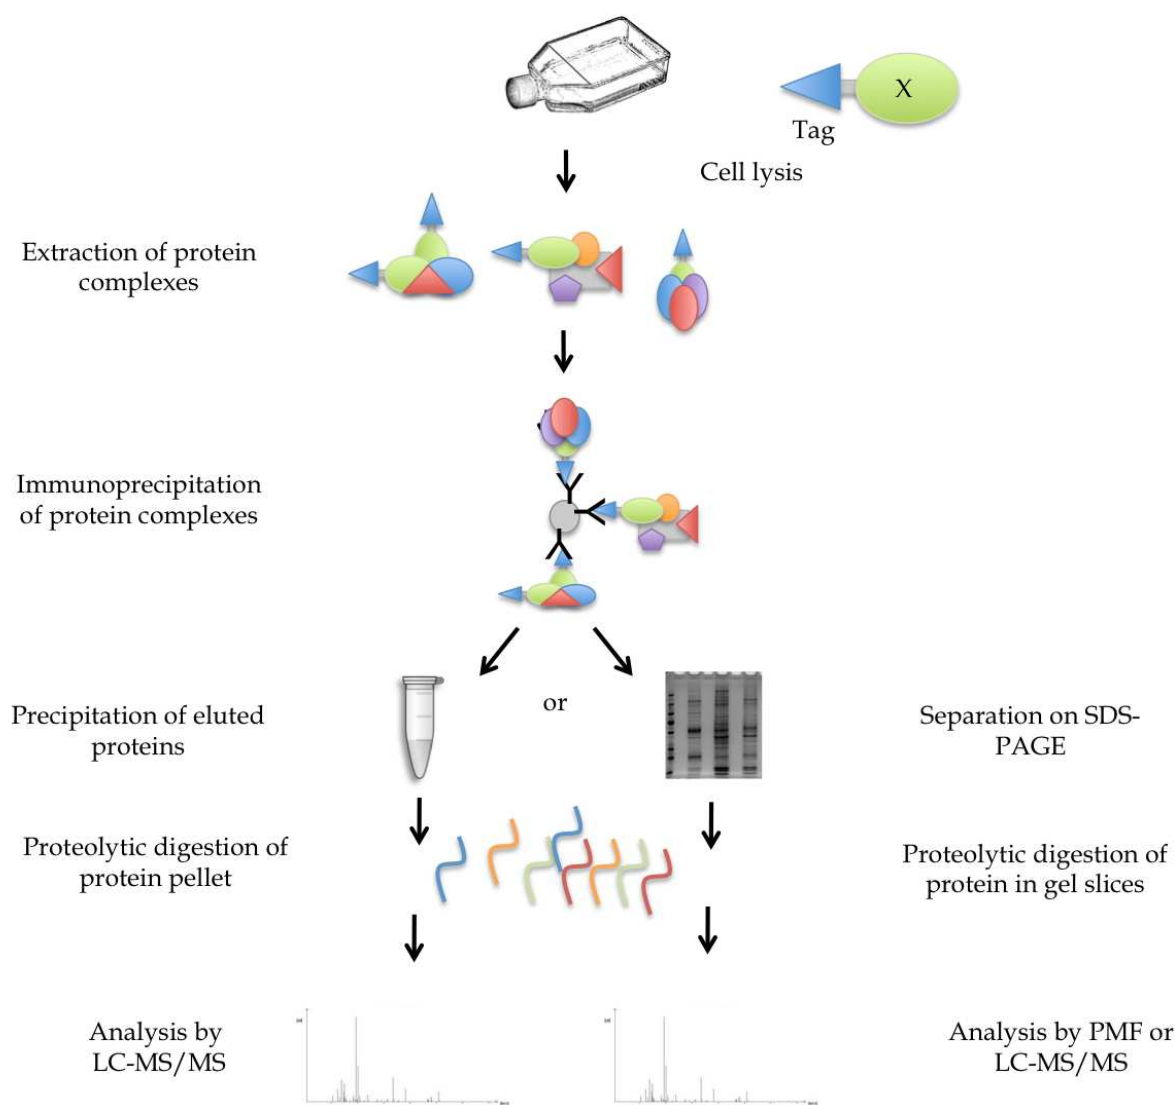 X
Tag
Cell lysis
Extraction of protein
complexes
Immunoprecipitation
of protein complexes
or
Precipitation of eluted
proteins
Separation on SDS-
PAGE
Proteolytic digestion of
protein pellet
Proteolytic digestion of
protein in gel slices
Analysis by
LC-MS/MS
Analysis by PMF or
LC-MS/MS